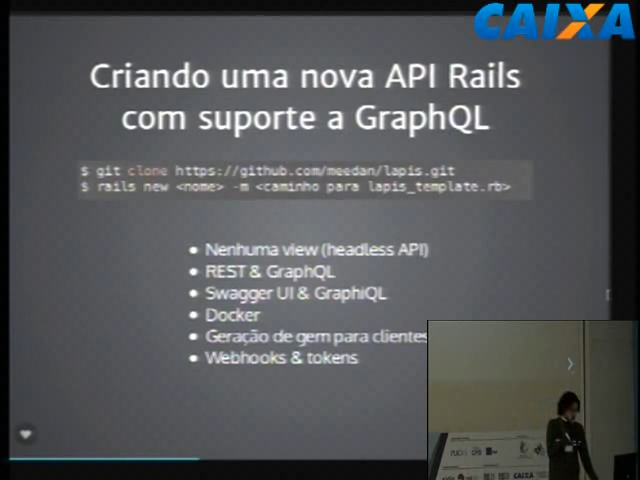 CAIXA
Criando uma nova API Rails
com suporte a GraphQL
$ git clone https://github.com/meedan/lapis.git
$ rails new <nome> -m <caminho para lapis_template.rb>
• Nenhuma view (headless API)
• REST & GraphQL
• Swagger UI & GraphiQL
• Docker
• Geração de gem para clientes
• Webhooks & tokens
CAIXA